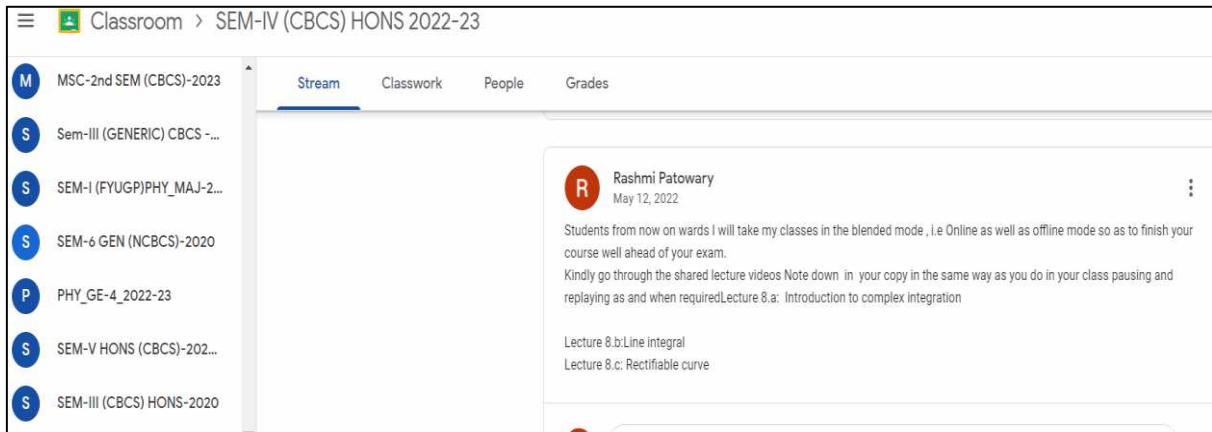 Classroom > SEM-IV (CBCS) HONS 2022-23
M MSC-2nd SEM (CBCS)-2023
S Sem-III (GENERIC) CBCS -...
S SEM-I (FYUGP)PHY_MAJ-2...
S SEM-6 GEN (NCBCS)-2020
P PHY_GE-4_2022-23
S SEM-V HONS (CBCS)-202...
S SEM-III (CBCS) HONS-2020
Stream Classwork People Grades
R Rashmi Patowary
May 12, 2022
Students from now on wards I will take my classes in the blended mode , i.e Online as well as offline mode so as to finish your
course well ahead of your exam.
Kindly go through the shared lecture videos Note down in your copy in the same way as you do in your class pausing and
replaying as and when requiredLecture 8.a: Introduction to complex integration
Lecture 8.b:Line integral
Lecture 8.c: Rectifiable curve